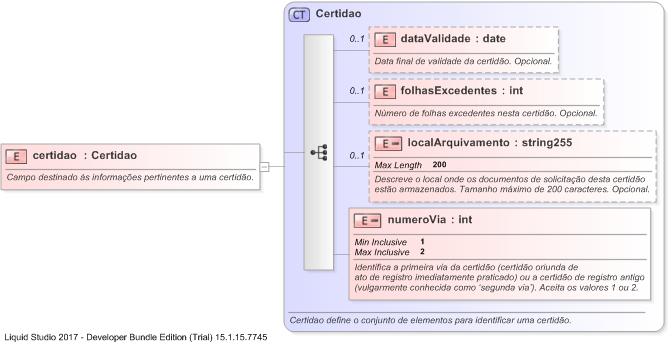 CT Certidao
0..1
E dataValidade : date
Data final de validade da certidão. Opcional.
0..1
E folhasExcedentes : int
Número de folhas excedentes nesta certidão. Opcional.
0..1
E localArquivamento : string255
Max Length 200
Descreve o local onde os documentos de solicitação desta certidão
estão armazenados. Tamanho máximo de 200 caracteres. Opcional.
E certidao : Certidao
Campo destinado às informações pertinentes a uma certidão.
E numeroVia : int
Min Inclusive 1
Max Inclusive 2
Identifica a primeira via da certidão (certidão oriunda de
ato de registro imediatamente praticado) ou a certidão de registro antigo
(vulgarmente conhecida como ‘segunda via’). Aceita os valores 1 ou 2.
Certidao define o conjunto de elementos para identificar uma certidão.
Liquid Studio 2017 - Developer Bundle Edition (Trial) 15.1.15.7745